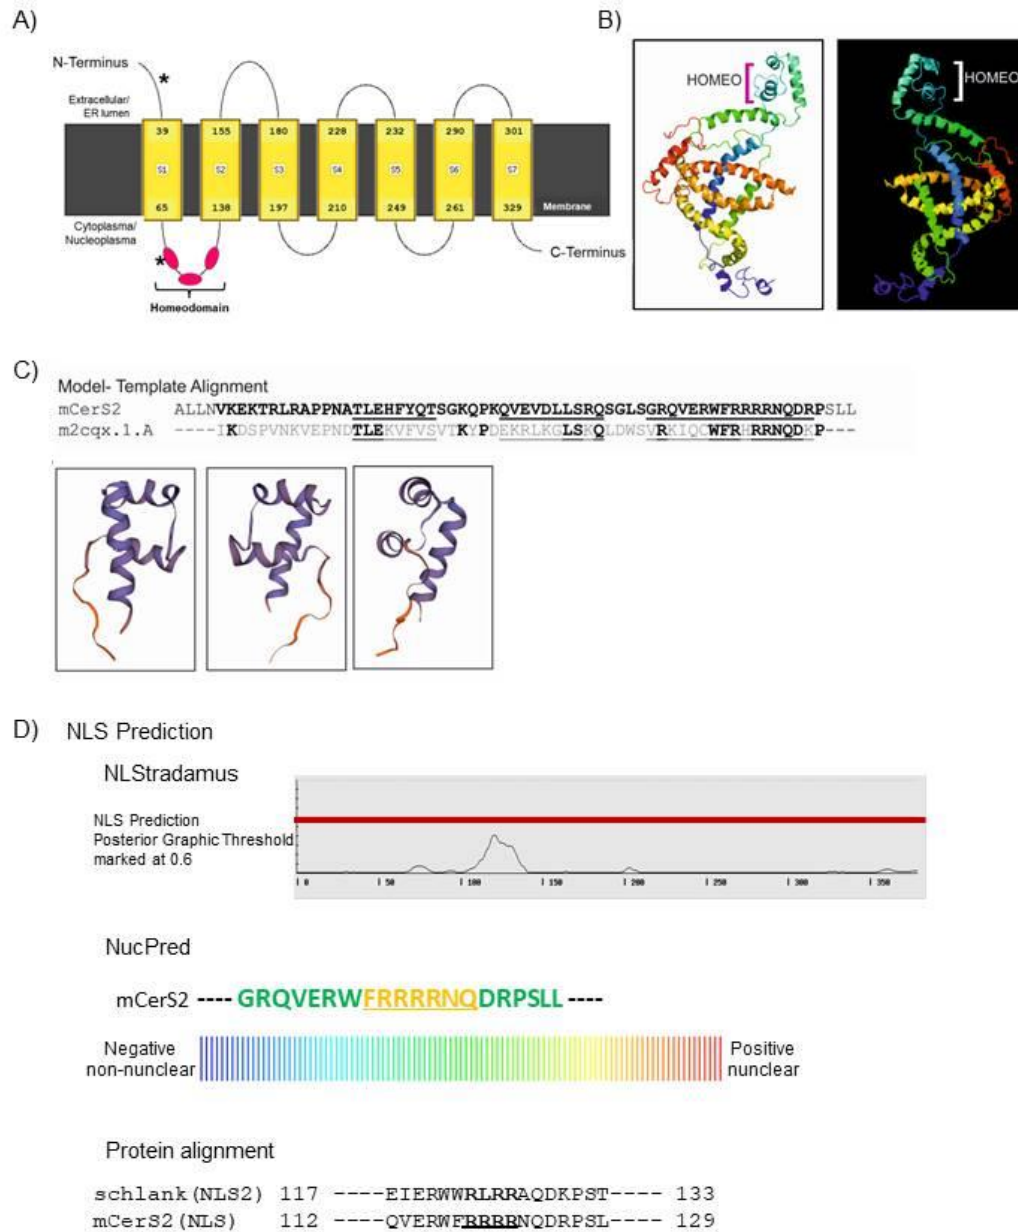 A)
N-Terminus
*
Extracellular/
ER lumen
39 155 180 228 232 290 301
S1 S2 S3 S4 S5 S6 S7
65 138 197 210 249 261 329
Membrane
Cytoplasma/
Nucleoplasma
*
C-Terminus
Homeodomain
B)
HOMEO
HOMEO
C)
Model- Template Alignment
mCerS2 ALLNVKEKTRLRAPPNATLEHFYQTSGKQPKQVEVDLLSRQSGLSGRQVERWFRRRRNQDRPSLL
m2cqx.1.A ----IKDSPVNKVEPNDTLEKVFVSVTKYPDEKRLKGLSKQLDWSVRKIQCWFRHRRNQDKP---
D) NLS Prediction
NLStradamus
NLS Prediction
Posterior Graphic Threshold
marked at 0.6
0 50 100 150 200 250 300 350
NucPred
mCerS2 ---- GRQVERWFRRRRNQDRPSLL ----
Negative
non-nunclear
Positive
nunclear
Protein alignment
schlank(NLS2) 117 ----EIERWWRLRRAQDKPST---- 133
mCerS2(NLS) 112 ----QVERWFRRRRNQDRPSL---- 129